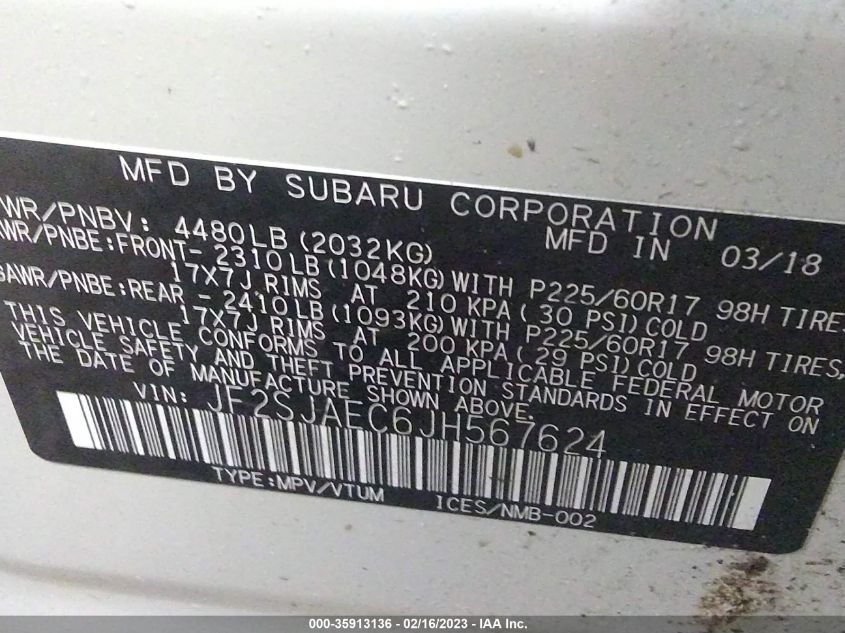 MFD BY SUBARU CORPORATION
MFD IN 03/18
WR/PNBV: 4480LB (2032KG)
AWR/PNBE:FRONT- 2310LB(1048KG)WITH P225/60R17 98H TIRES
17X7J RIMS AT 210 KPA( 30 PSI)COLD
GAWR/PNBE:REAR - 2410LB(1093KG)WITH P225/60R17 98H TIRES,
17X7J RIMS AT 200 KPA( 29 PSI)COLD
THIS VEHICLE CONFORMS TO ALL APPLICABLE FEDERAL MOTOR
VEHICLE SAFETY AND THEFT PREVENTION STANDARDS IN EFFECT ON
THE DATE OF MANUFACTURE SHOWN ABOVE.
VIN: JF2SJAEC6JH567624
TYPE:MPV/VTUM ICES/NMB-002
000-35913136 - 02/16/2023 - Copyright © IAA, Inc.